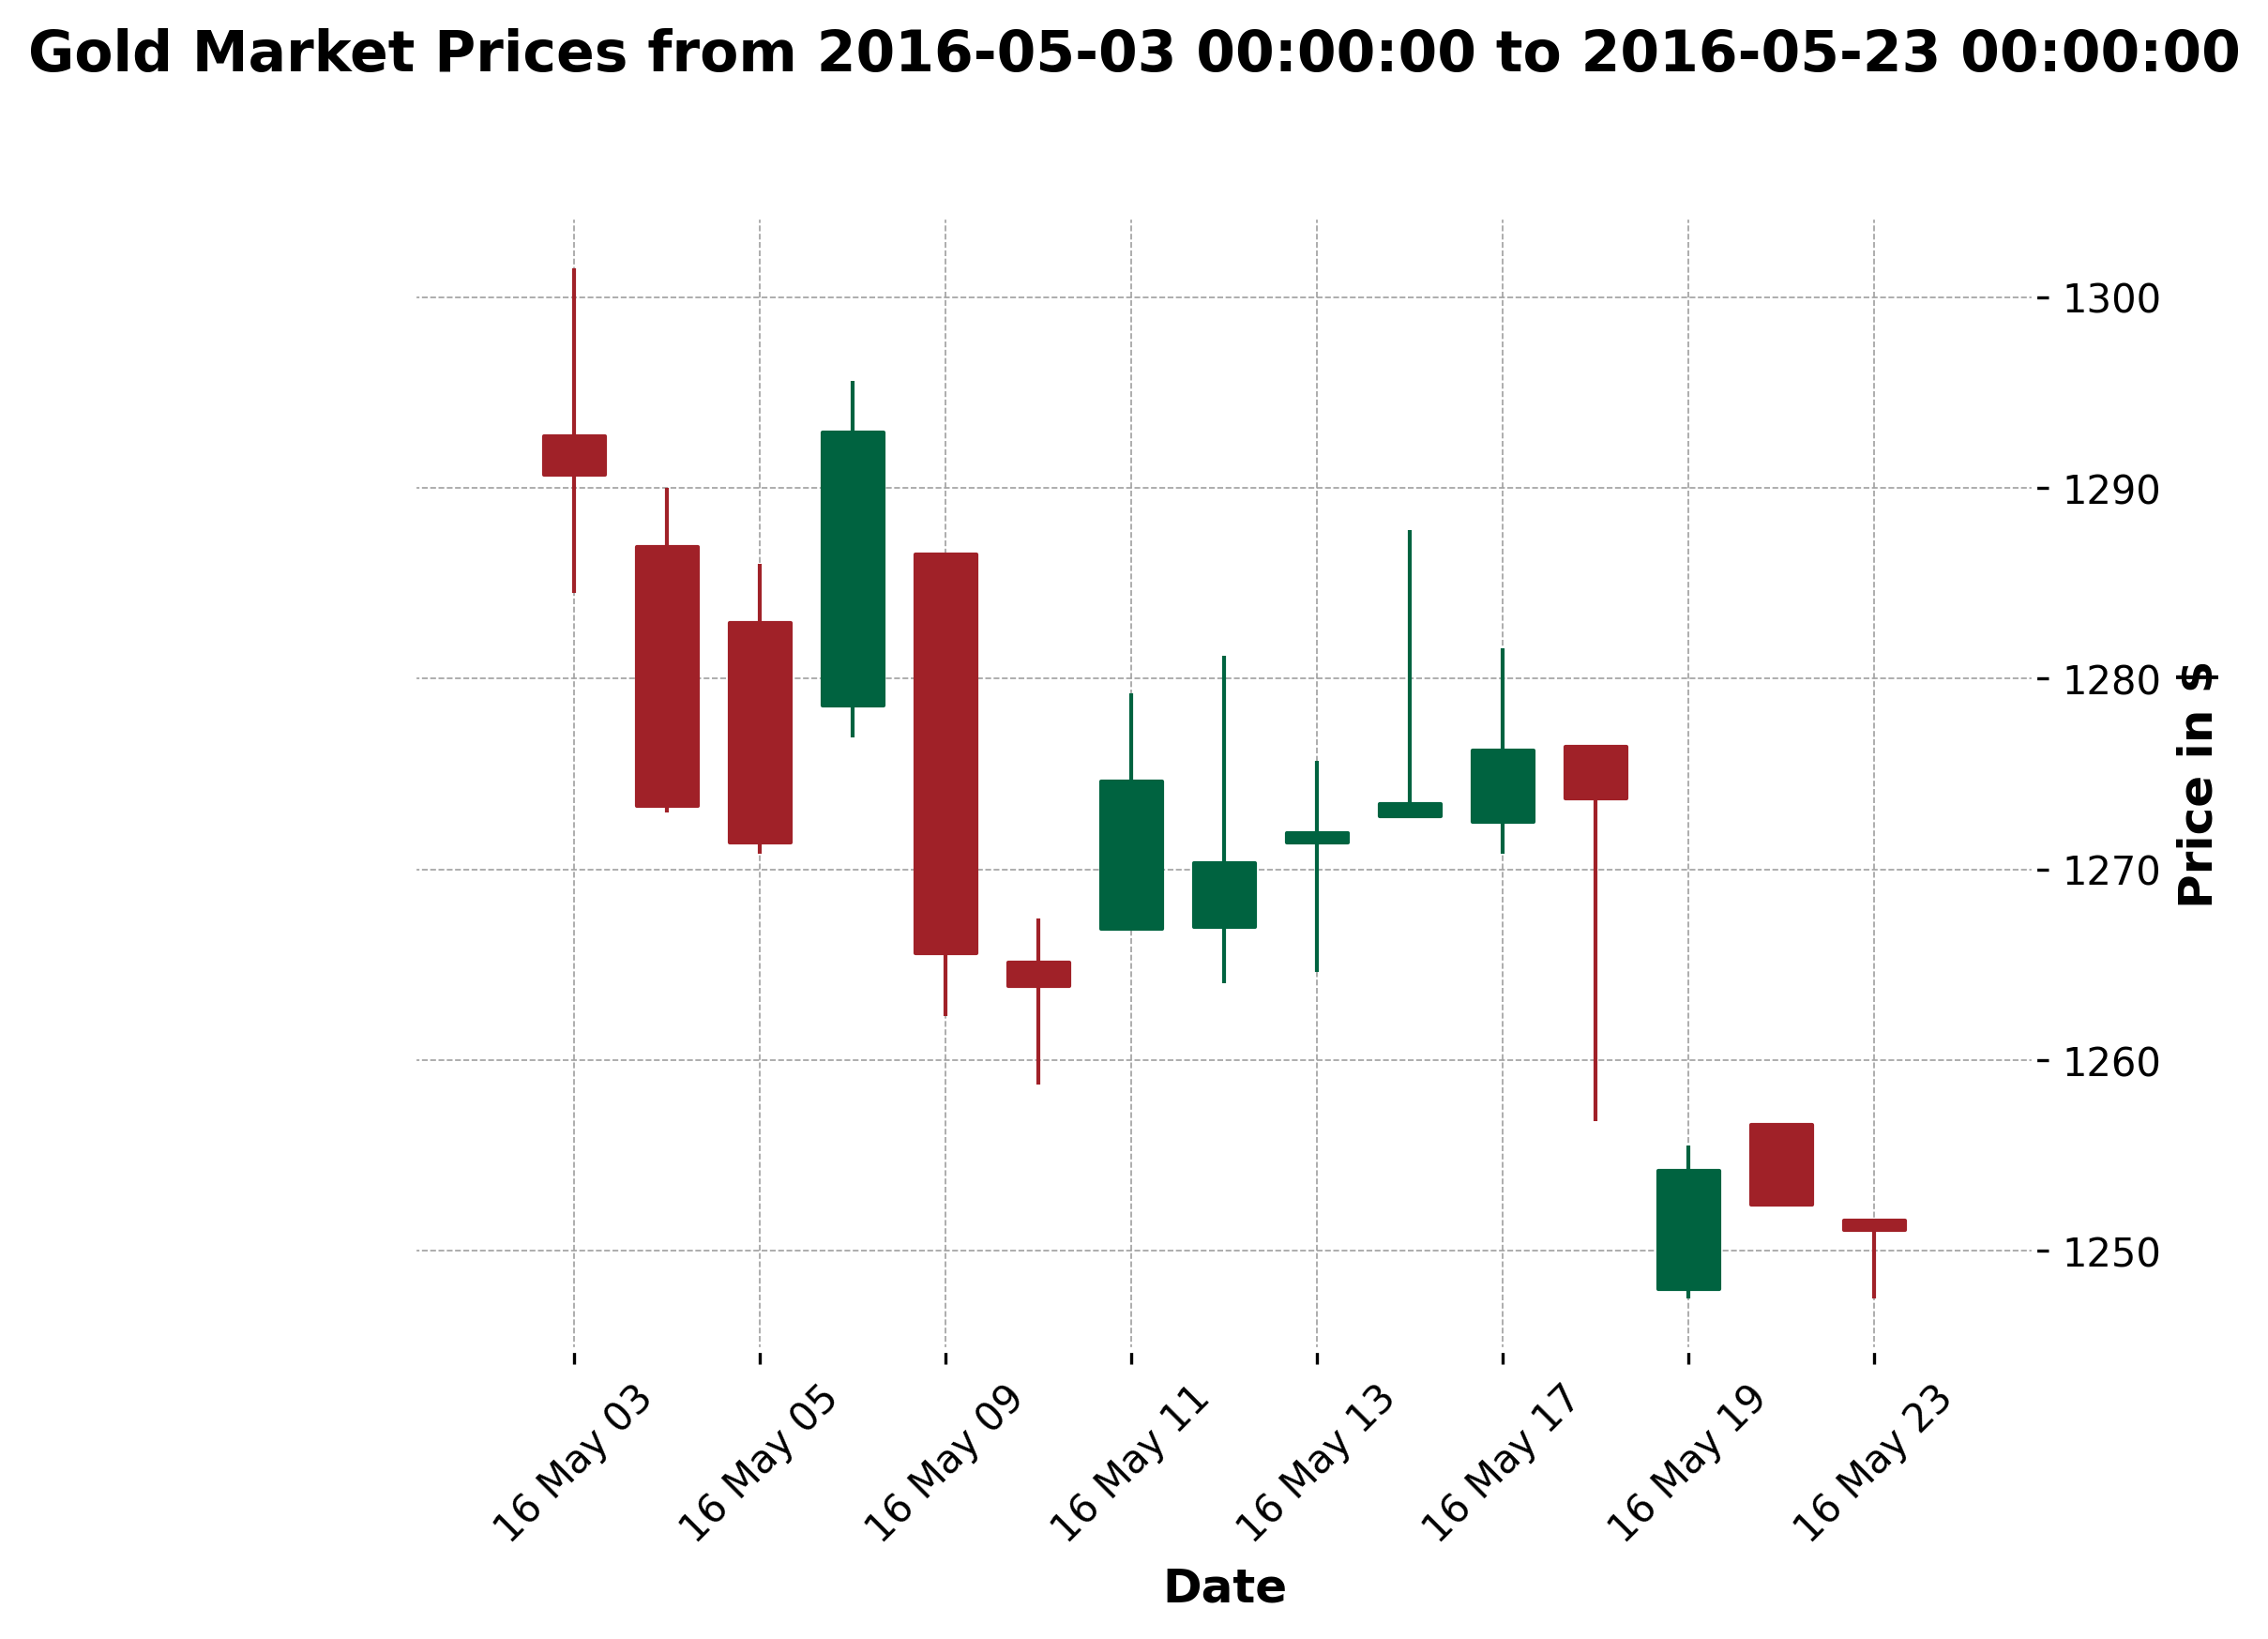 Gold Market Prices from 2016-05-03 00:00:00 to 2016-05-23 00:00:00
1300
1290
1280
1270
1260
1250
Price in $
16 May 03
16 May 05
16 May 09
16 May 11
16 May 13
16 May 17
16 May 19
16 May 23
Date